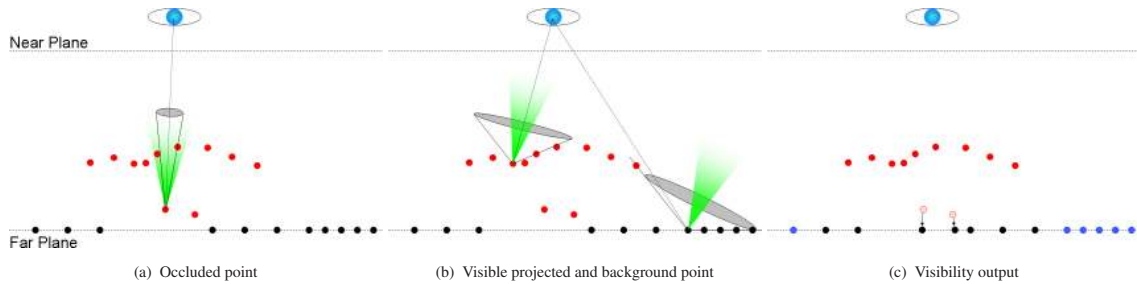 Near Plane
Far Plane
(a) Occluded point
(b) Visible projected and background point
(c) Visibility output